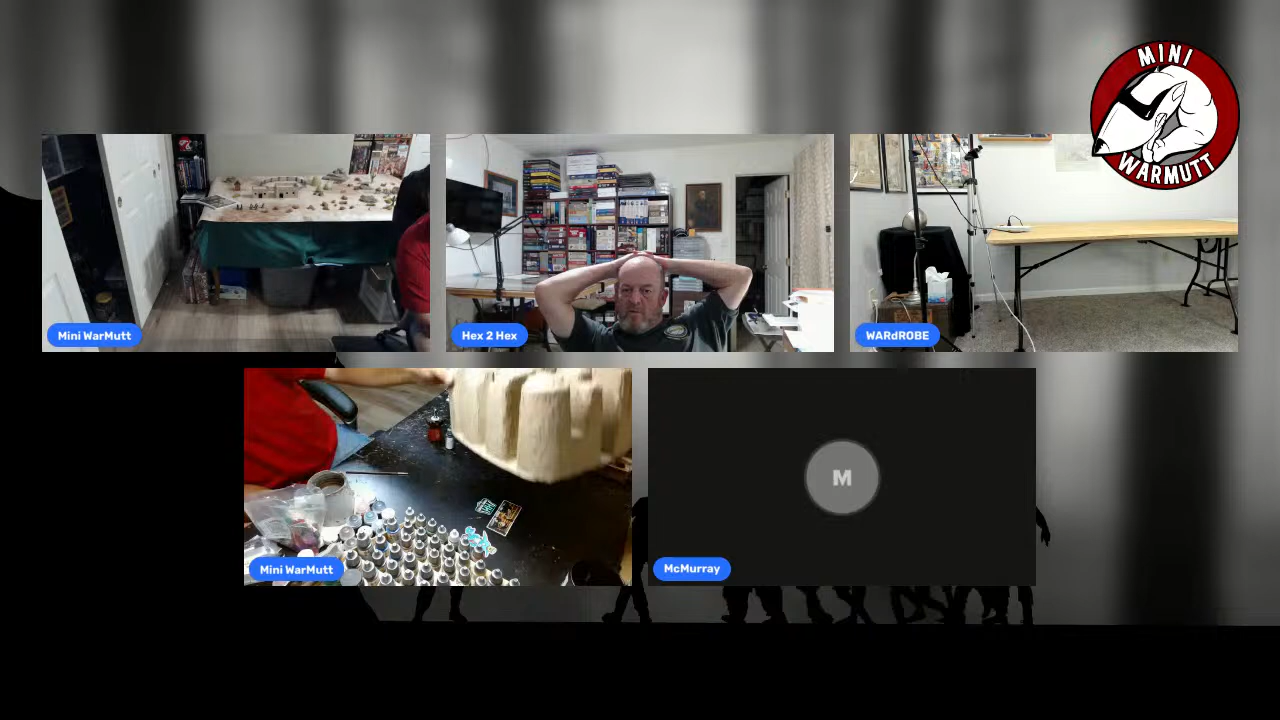 MINI
WARMUTT
Mini WarMutt
Hex 2 Hex
WARdROBE
Mini WarMutt
M
McMurray